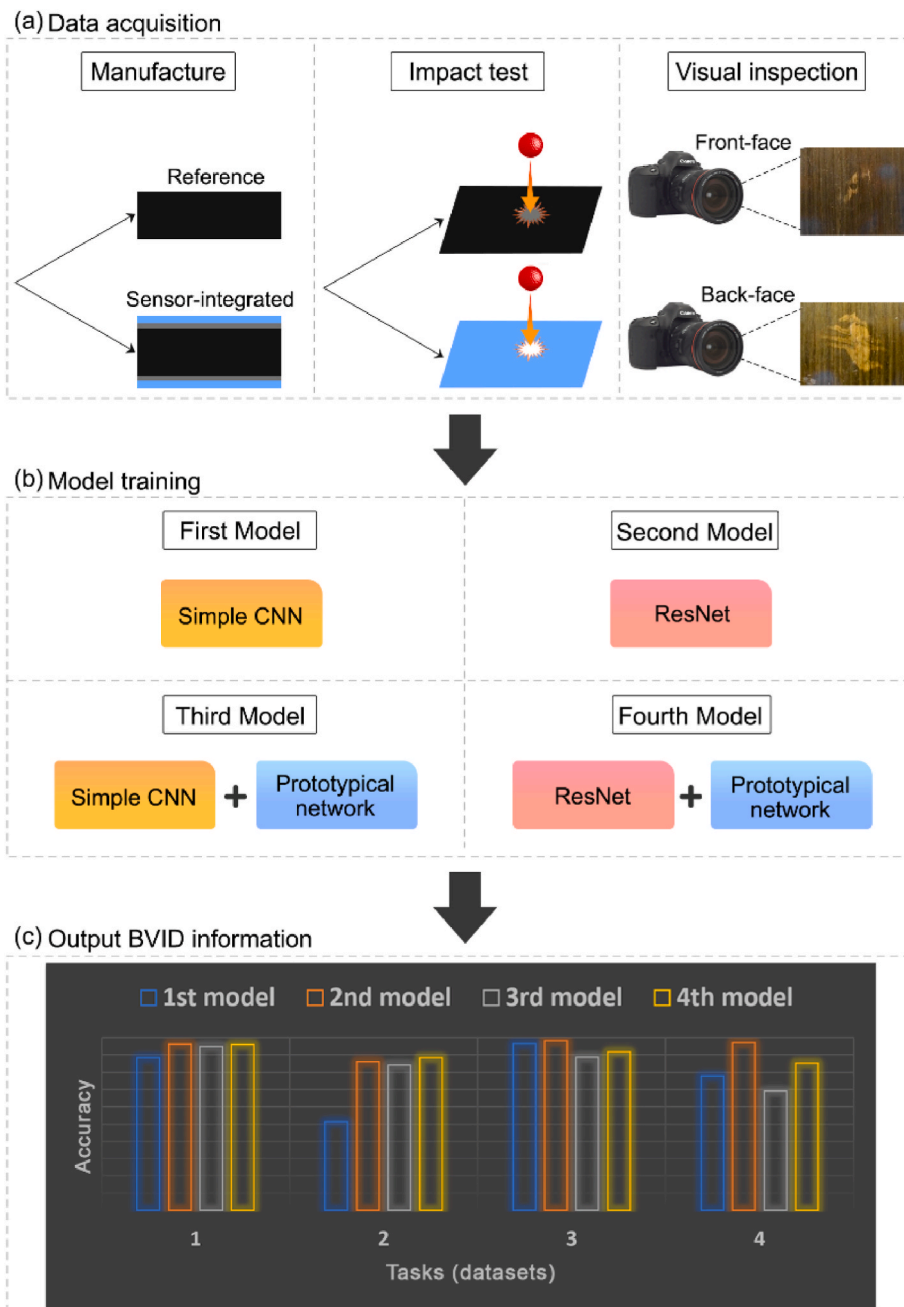 (a) Data acquisition
Manufacture
Impact test
Visual inspection
Reference
Sensor-integrated
Front-face
Back-face
Canon
Canon
(b) Model training
First Model
Second Model
Simple CNN
ResNet
Third Model
Fourth Model
Simple CNN + Prototypical
network
ResNet + Prototypical
network
(c) Output BVID information
1st model 2nd model 3rd model 4th model
Accuracy
1 2 3 4
Tasks (datasets)